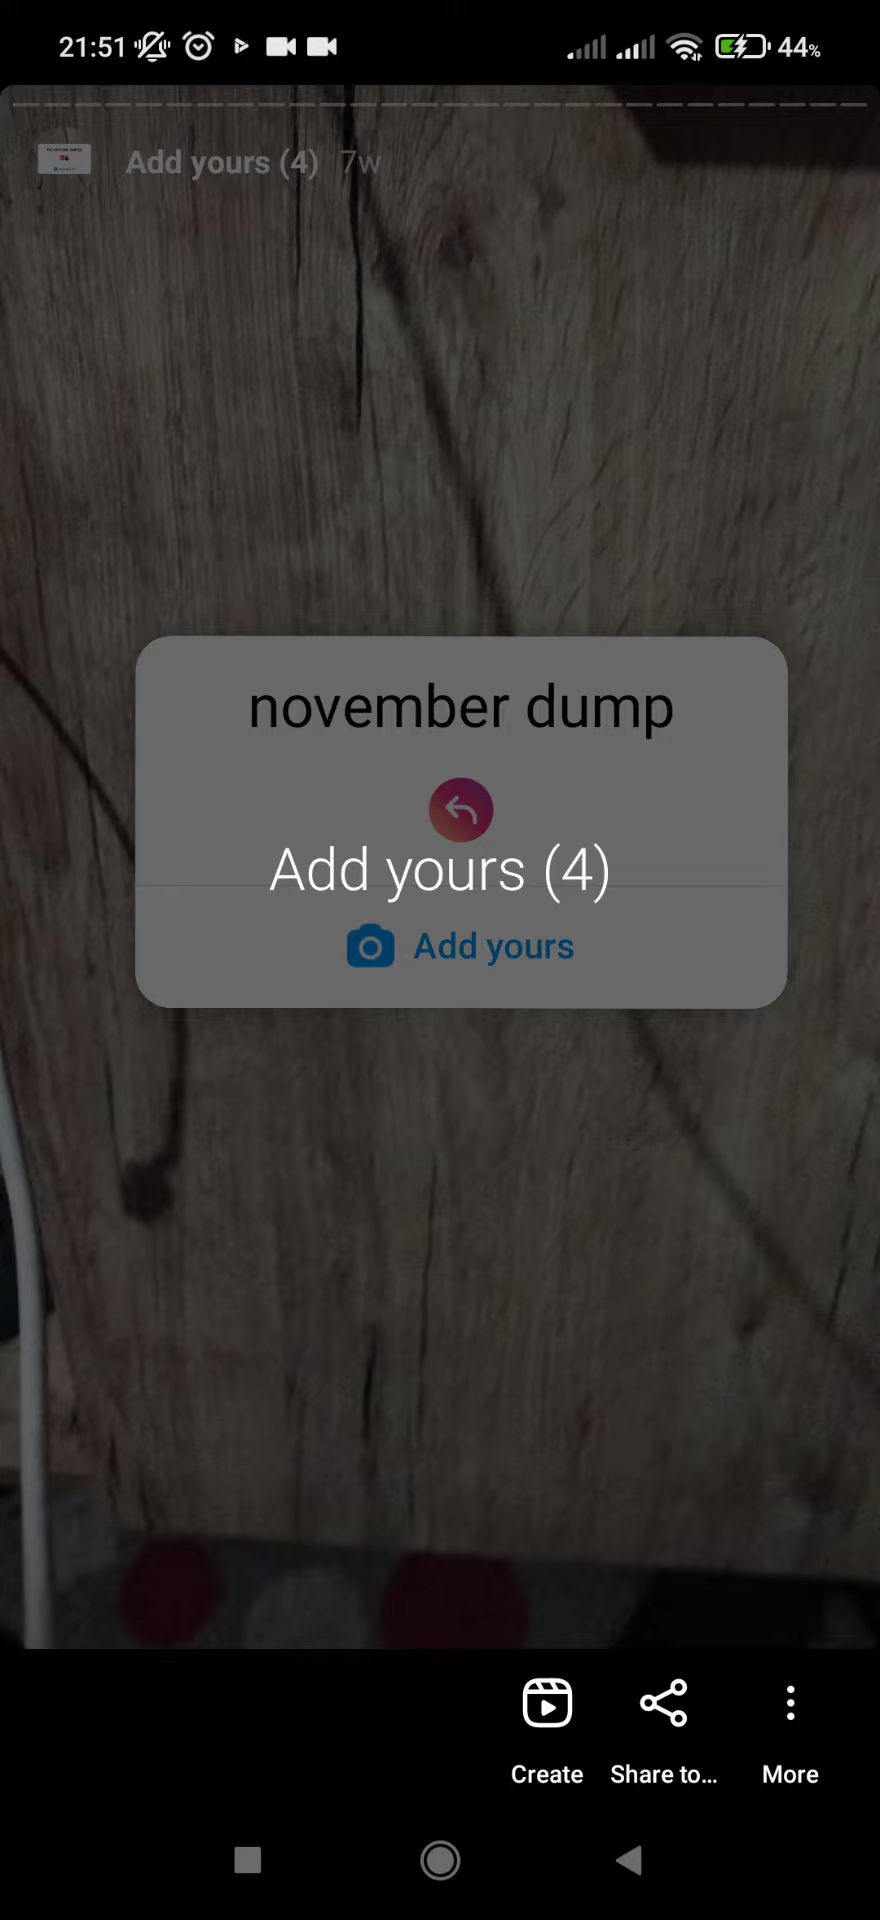 21:51
44%
Add yours (4) 7w
november dump
Add yours (4)
Add yours
Create
Share to...
More